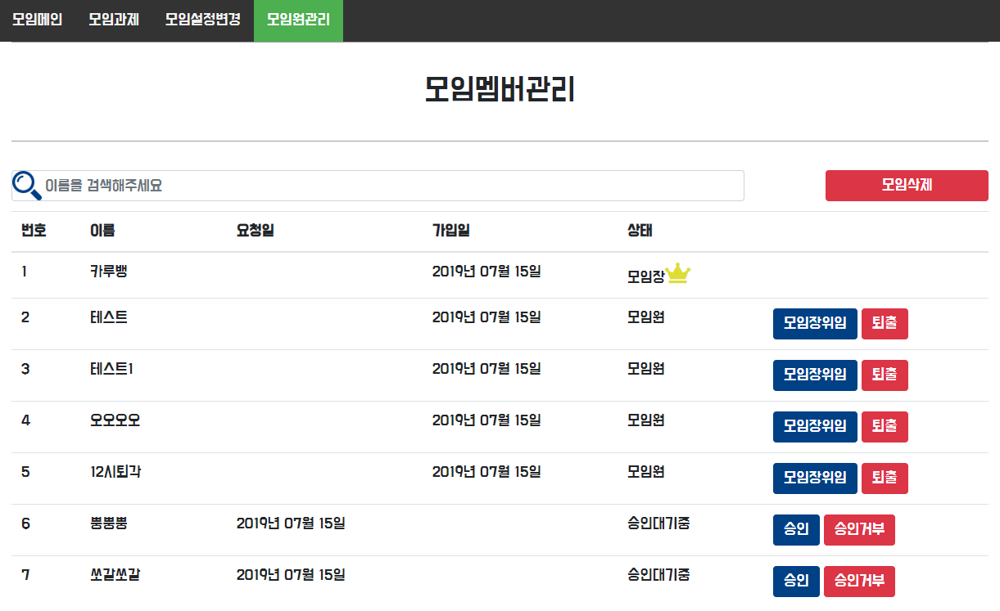 모임메인 모임과제 모임설정변경 모임원관리
모임멤버관리
이름을 검색해주세요 모임삭제
번호 이름 요청일 가입일 상태
1 카루뱅 2019년 07월 15일 모임장
2 테스트 2019년 07월 15일 모임원 모임장위임 퇴출
3 테스트1 2019년 07월 15일 모임원 모임장위임 퇴출
4 오오오오 2019년 07월 15일 모임원 모임장위임 퇴출
5 12시퇴각 2019년 07월 15일 모임원 모임장위임 퇴출
6 뿡뿡뿡 2019년 07월 15일 승인대기중 승인 승인거부
7 쏘갈쏘갈 2019년 07월 15일 승인대기중 승인 승인거부